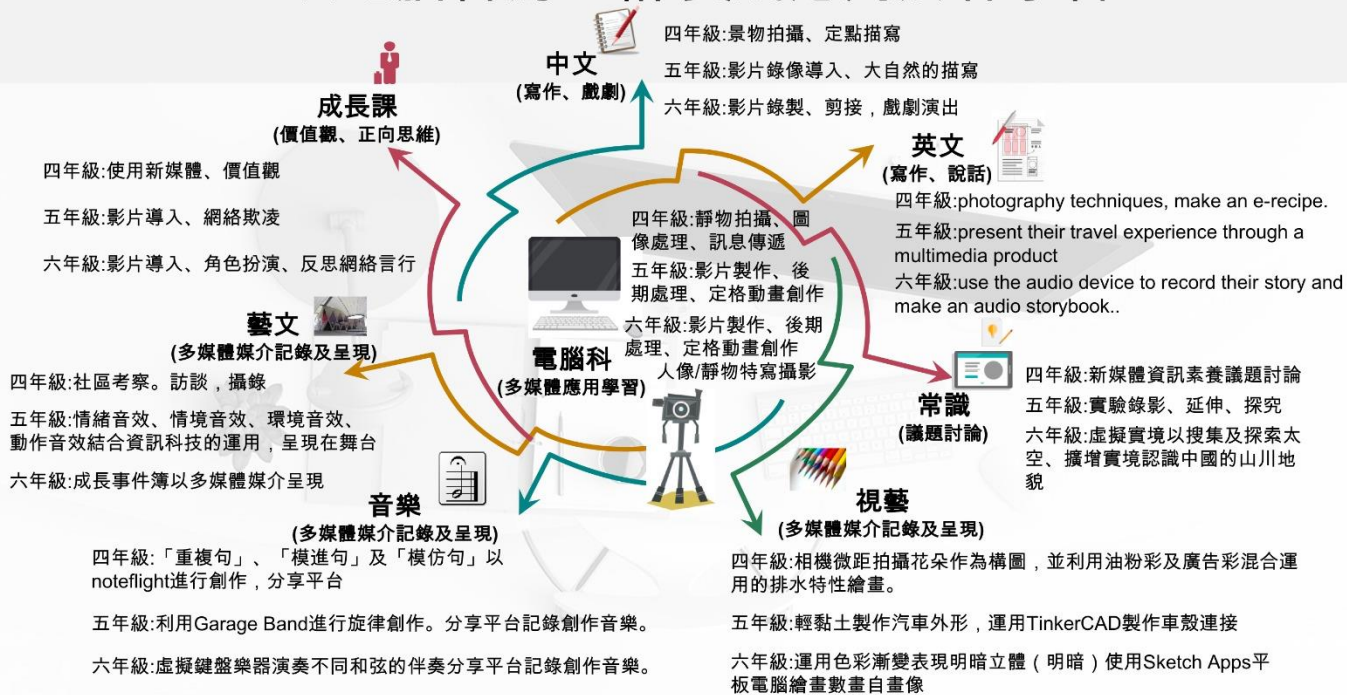 中文
(寫作、戲劇)
四年級:景物拍攝、定點描寫
五年級:影片錄像導入、大自然的描寫
六年級:影片錄製、剪接，戲劇演出
成長課
(價值觀、正向思維)
四年級:使用新媒體、價值觀
五年級:影片導入、網絡欺凌
六年級:影片導入、角色扮演、反思網絡言行
英文
(寫作、說話)
四年級:photography techniques, make an e-recipe.
五年級:present their travel experience through a
multimedia product
六年級:use the audio device to record their story and
make an audio storybook..
電腦科
(多媒體應用學習)
四年級:靜物拍攝、圖
像處理、訊息傳遞
五年級:影片製作、後
期處理、定格動畫創作
六年級:影片製作、後期
處理、定格動畫創作
人像/靜物特寫攝影
藝文
(多媒體媒介記錄及呈現)
四年級:社區考察。訪談，攝錄
五年級:情緒音效、情境音效、環境音效、
動作音效結合資訊科技的運用，呈現在舞台
六年級:成長事件簿以多媒體媒介呈現
常識
(議題討論)
四年級:新媒體資訊素養議題討論
五年級:實驗錄影、延伸、探究
六年級:虛擬實境以搜集及探索太
空、擴增實境認識中國的山川地
貌
音樂
(多媒體媒介記錄及呈現)
四年級:「重複句」、「模進句」及「模仿句」以
noteflight進行創作，分享平台
五年級:利用Garage Band進行旋律創作。分享平台記錄創作音樂。
六年級:虛擬鍵盤樂器演奏不同和弦的伴奏分享平台記錄創作音樂。
視藝
(多媒體媒介記錄及呈現)
四年級:相機微距拍攝花朵作為構圖，並利用油粉彩及廣告彩混合運
用的排水特性繪畫。
五年級:輕黏土製作汽車外形，運用TinkerCAD製作車殼連接
六年級:運用色彩漸變表現明暗立體（明暗）使用Sketch Apps平
板電腦繪畫數畫自畫像